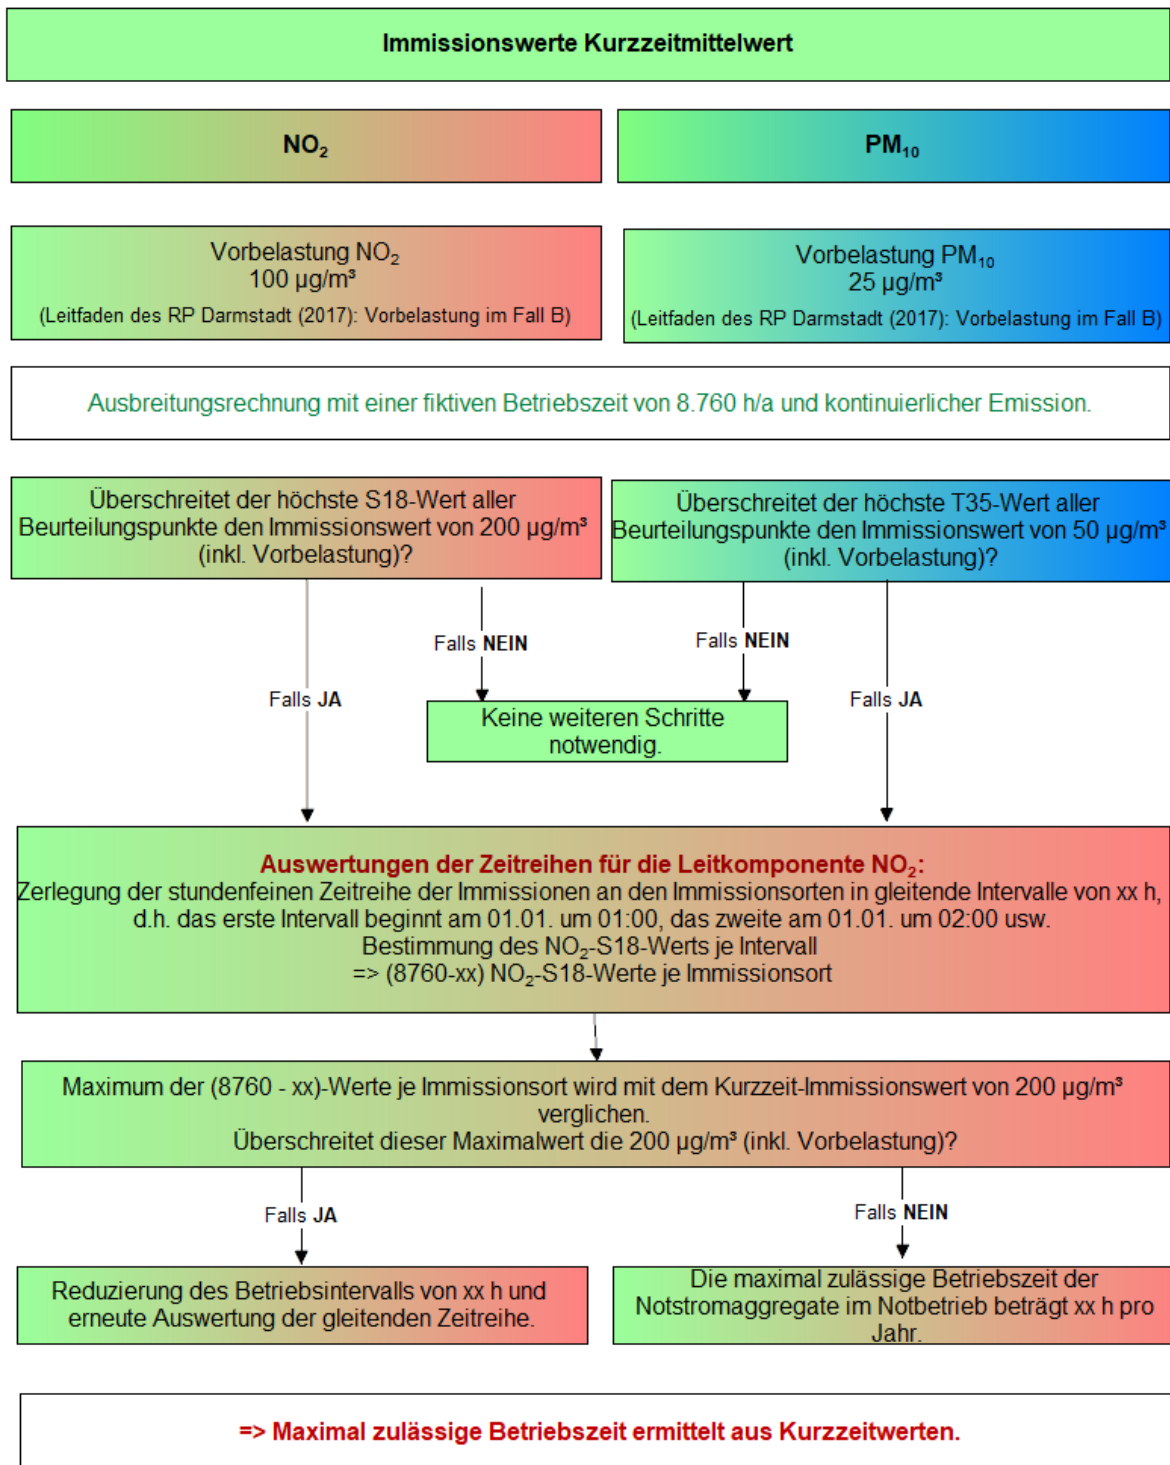 Immissionswerte Kurzzeitmittelwert
NO₂
PM₁₀
Vorbelastung NO₂
100 µg/m³
(Leitfaden des RP Darmstadt (2017): Vorbelastung im Fall B)
Vorbelastung PM₁₀
25 µg/m³
(Leitfaden des RP Darmstadt (2017): Vorbelastung im Fall B)
Ausbreitungsrechnung mit einer fiktiven Betriebszeit von 8.760 h/a und kontinuierlicher Emission.
Überschreitet der höchste S18-Wert aller
Beurteilungspunkte den Immissionswert von 200 µg/m³
(inkl. Vorbelastung)?
Überschreitet der höchste T35-Wert aller
Beurteilungspunkte den Immissionswert von 50 µg/m³
(inkl. Vorbelastung)?
Falls NEIN
Falls NEIN
Falls JA
Falls JA
Keine weiteren Schritte
notwendig.
Auswertungen der Zeitreihen für die Leitkomponente NO₂:
Zerlegung der stundenfeinen Zeitreihe der Immissionen an den Immissionsorten in gleitende Intervalle von xx h,
d.h. das erste Intervall beginnt am 01.01. um 01:00, das zweite am 01.01. um 02:00 usw.
Bestimmung des NO₂-S18-Werts je Intervall
=> (8760-xx) NO₂-S18-Werte je Immissionsort
Maximum der (8760 - xx)-Werte je Immissionsort wird mit dem Kurzzeit-Immissionswert von 200 µg/m³
verglichen.
Überschreitet dieser Maximalwert die 200 µg/m³ (inkl. Vorbelastung)?
Falls JA
Falls NEIN
Reduzierung des Betriebsintervalls von xx h und
erneute Auswertung der gleitenden Zeitreihe.
Die maximal zulässige Betriebszeit der
Notstromaggregate im Notbetrieb beträgt xx h pro
Jahr.
=> Maximal zulässige Betriebszeit ermittelt aus Kurzzeitwerten.